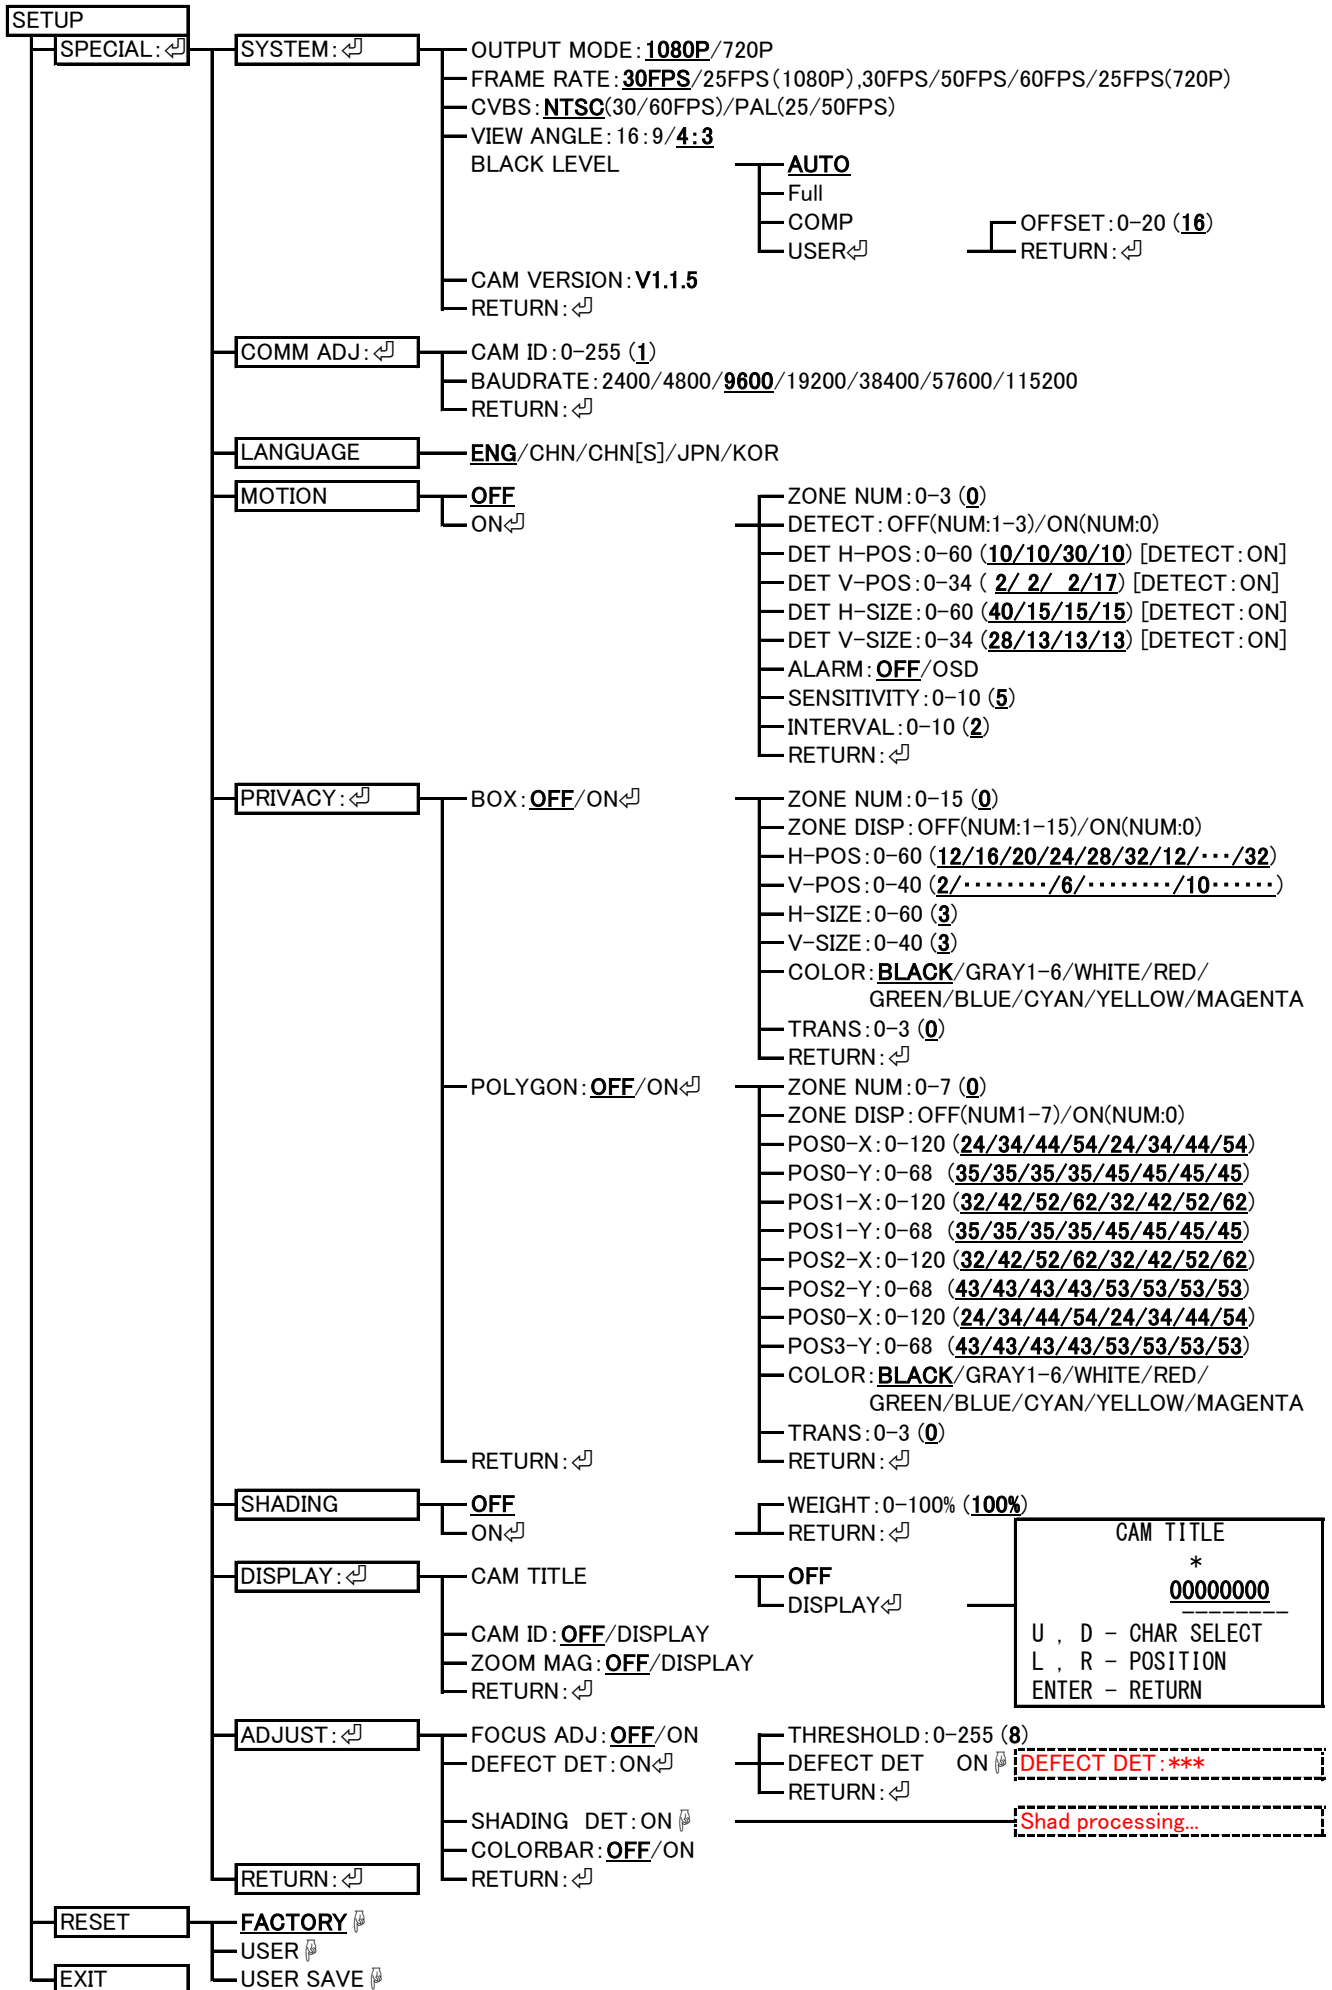 SETUP
SPECIAL:⏎ SYSTEM:⏎ OUTPUT MODE:1080P/720P
FRAME RATE:30FPS/25FPS(1080P),30FPS/50FPS/60FPS/25FPS(720P)
CVBS:NTSC(30/60FPS)/PAL(25/50FPS)
VIEW ANGLE:16:9/4:3
BLACK LEVEL AUTO
Full
COMP OFFSET:0-20 (16)
USER⏎ RETURN:⏎
CAM VERSION:V1.1.5
RETURN:⏎
COMM ADJ:⏎ CAM ID:0-255 (1)
BAUDRATE:2400/4800/9600/19200/38400/57600/115200
RETURN:⏎
LANGUAGE ENG/CHN/CHN[S]/JPN/KOR
MOTION OFF ZONE NUM:0-3 (0)
ON⏎ DETECT:OFF(NUM:1-3)/ON(NUM:0)
DET H-POS:0-60 (10/10/30/10) [DETECT:ON]
DET V-POS:0-34 ( 2/ 2/ 2/17) [DETECT:ON]
DET H-SIZE:0-60 (40/15/15/15) [DETECT:ON]
DET V-SIZE:0-34 (28/13/13/13) [DETECT:ON]
ALARM:OFF/OSD
SENSITIVITY:0-10 (5)
INTERVAL:0-10 (2)
RETURN:⏎
PRIVACY:⏎ BOX:OFF/ON⏎ ZONE NUM:0-15 (0)
ZONE DISP:OFF(NUM:1-15)/ON(NUM:0)
H-POS:0-60 (12/16/20/24/28/32/12/･･･/32)
V-POS:0-40 (2/････････/6/････････/10･･････)
H-SIZE:0-60 (3)
V-SIZE:0-40 (3)
COLOR:BLACK/GRAY1-6/WHITE/RED/
GREEN/BLUE/CYAN/YELLOW/MAGENTA
TRANS:0-3 (0)
RETURN:⏎
POLYGON:OFF/ON⏎ ZONE NUM:0-7 (0)
ZONE DISP:OFF(NUM1-7)/ON(NUM:0)
POS0-X:0-120 (24/34/44/54/24/34/44/54)
POS0-Y:0-68 (35/35/35/35/45/45/45/45)
POS1-X:0-120 (32/42/52/62/32/42/52/62)
POS1-Y:0-68 (35/35/35/35/45/45/45/45)
POS2-X:0-120 (32/42/52/62/32/42/52/62)
POS2-Y:0-68 (43/43/43/43/53/53/53/53)
POS0-X:0-120 (24/34/44/54/24/34/44/54)
POS3-Y:0-68 (43/43/43/43/53/53/53/53)
COLOR:BLACK/GRAY1-6/WHITE/RED/
GREEN/BLUE/CYAN/YELLOW/MAGENTA
TRANS:0-3 (0)
RETURN:⏎ RETURN:⏎
SHADING OFF WEIGHT:0-100% (100%)
ON⏎ RETURN:⏎ CAM TITLE
*
DISPLAY:⏎ CAM TITLE OFF 00000000
DISPLAY⏎ --------
CAM ID:OFF/DISPLAY U , D - CHAR SELECT
ZOOM MAG:OFF/DISPLAY L , R - POSITION
RETURN:⏎ ENTER - RETURN
ADJUST:⏎ FOCUS ADJ:OFF/ON THRESHOLD:0-255 (8)
DEFECT DET:ON⏎ DEFECT DET ON☟ DEFECT DET:***
RETURN:⏎
SHADING DET:ON☟ Shad processing...
COLORBAR:OFF/ON
RETURN:⏎ RETURN:⏎
RESET FACTORY☟
USER☟
EXIT USER SAVE☟